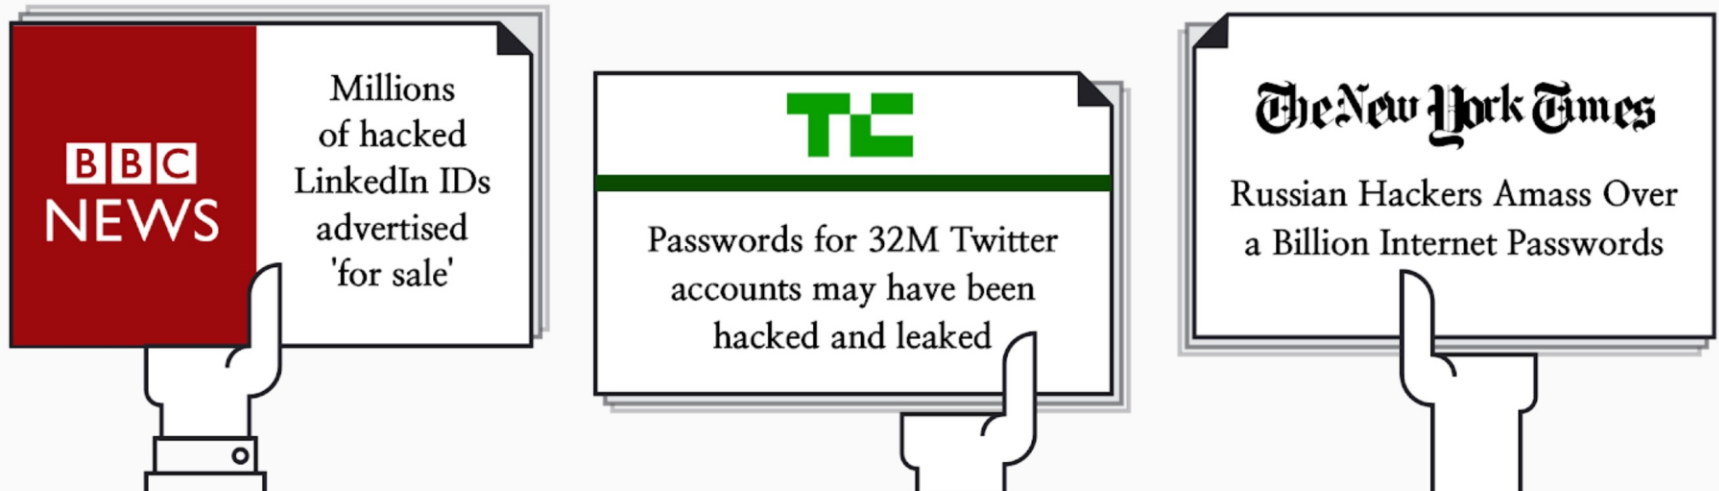 BBC
NEWS
Millions
of hacked
LinkedIn IDs
advertised
'for sale'
TC
Passwords for 32M Twitter
accounts may have been
hacked and leaked
The New York Times
Russian Hackers Amass Over
a Billion Internet Passwords